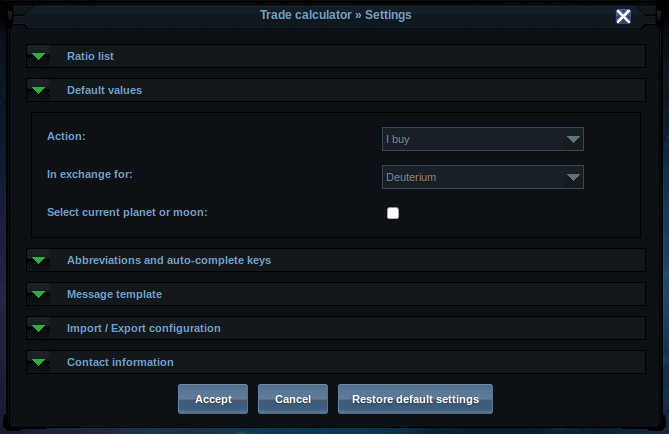 Trade calculator » Settings
Ratio list
Default values
Action: I buy
In exchange for: Deuterium
Select current planet or moon:
Abbreviations and auto-complete keys
Message template
Import / Export configuration
Contact information
Accept Cancel Restore default settings